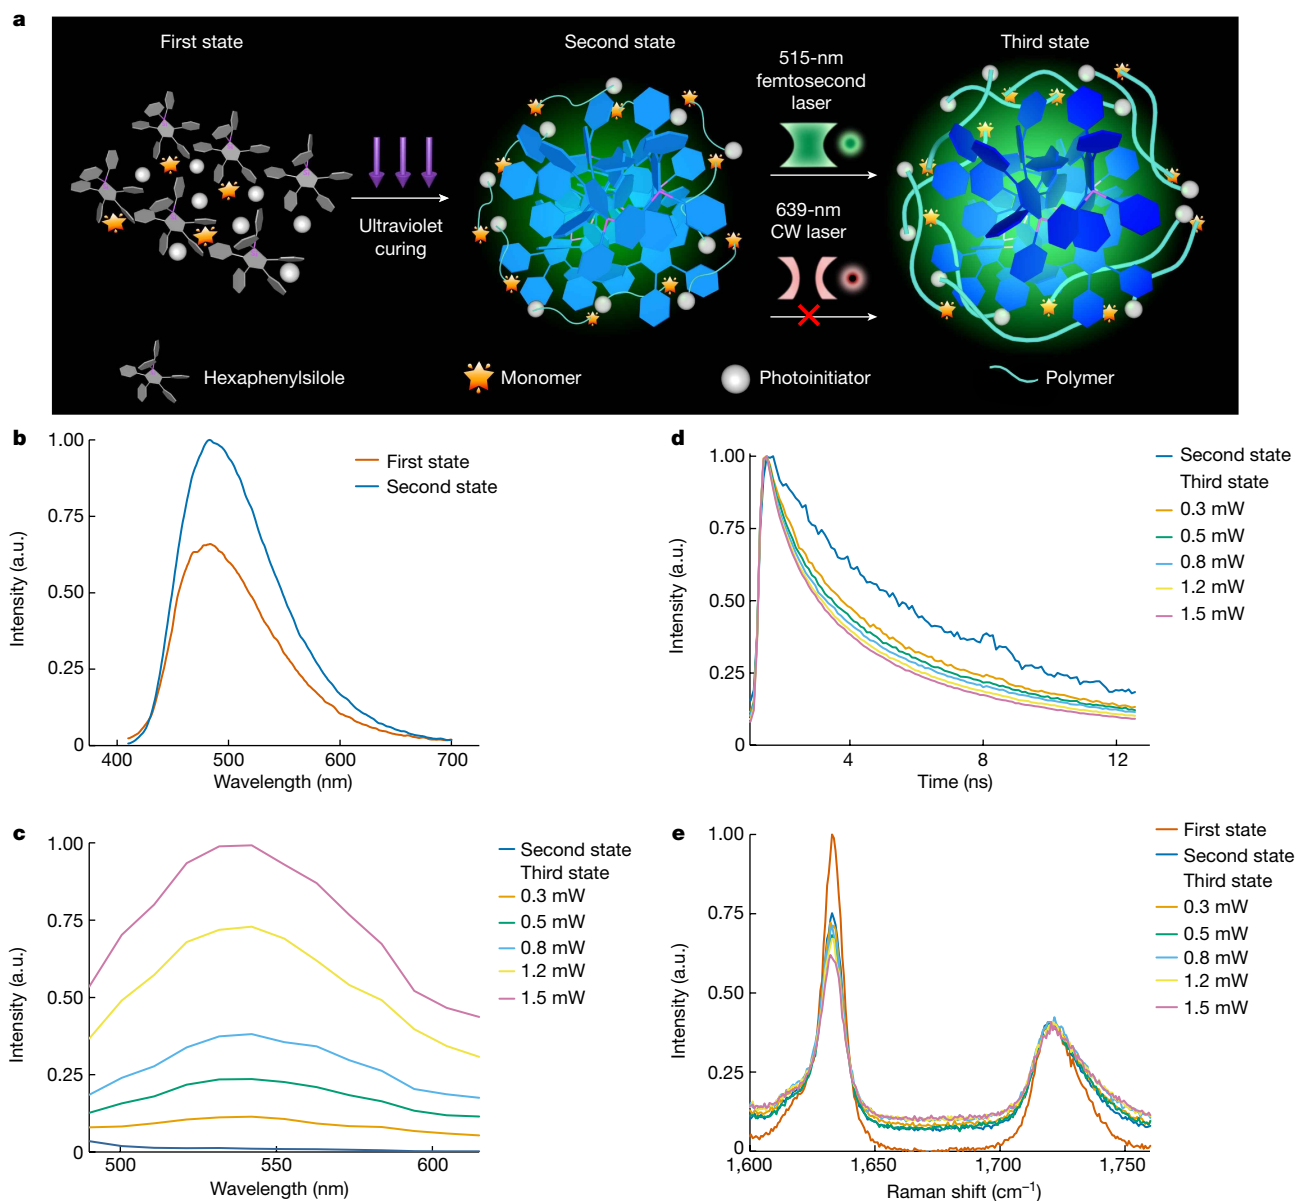 a
First state
Second state
Third state
515-nm
femtosecond
laser
Ultraviolet
curing
639-nm
CW laser
Hexaphenylsilole
Monomer
Photoinitiator
Polymer
b
1.00
0.75
0.50
0.25
0
400
500
600
700
Intensity (a.u.)
Wavelength (nm)
First state
Second state
d
1.00
0.75
0.50
0.25
0
4
8
12
Intensity (a.u.)
Time (ns)
Second state
Third state
0.3 mW
0.5 mW
0.8 mW
1.2 mW
1.5 mW
c
1.00
0.75
0.50
0.25
0
500
550
600
Intensity (a.u.)
Wavelength (nm)
Second state
Third state
0.3 mW
0.5 mW
0.8 mW
1.2 mW
1.5 mW
e
1.00
0.75
0.50
0.25
0
1,600
1,650
1,700
1,750
Intensity (a.u.)
Raman shift (cm⁻¹)
First state
Second state
Third state
0.3 mW
0.5 mW
0.8 mW
1.2 mW
1.5 mW